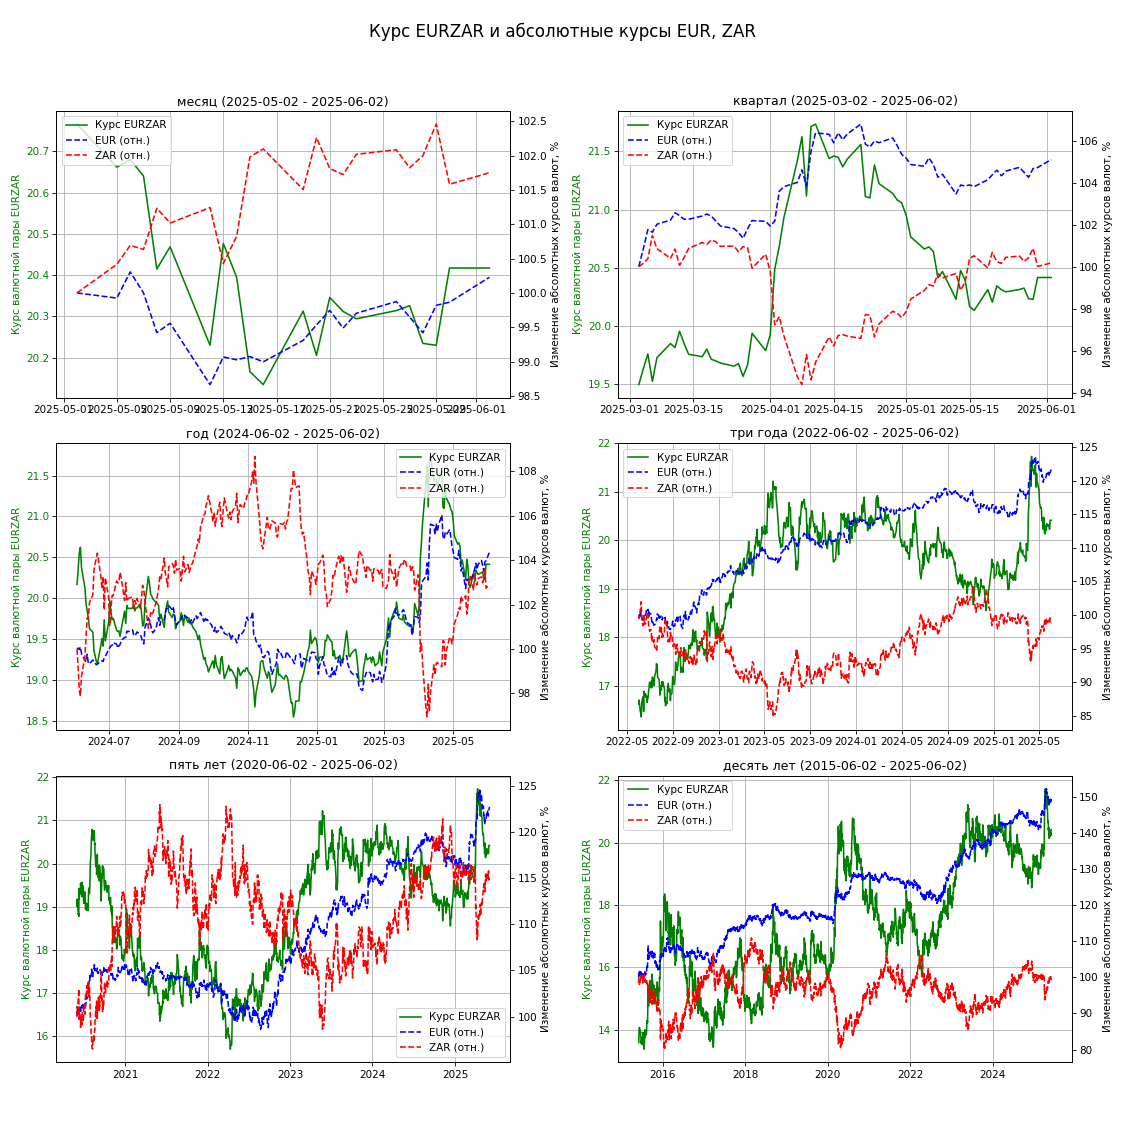 Курс EURZAR и абсолютные курсы EUR, ZAR
месяц (2025-05-02 - 2025-06-02)
Курс EURZAR
EUR (отн.)
ZAR (отн.)
Курс валютной пары EURZAR
20.7
20.6
20.5
20.4
20.3
20.2
102.5
102.0
101.5
101.0
100.5
100.0
99.5
99.0
98.5
Изменение абсолютных курсов валют, %
2025-05-01 2025-05-05 2025-05-09 2025-05-13 2025-05-17 2025-05-21 2025-05-25 2025-05-29 2025-06-01
квартал (2025-03-02 - 2025-06-02)
Курс EURZAR
EUR (отн.)
ZAR (отн.)
Курс валютной пары EURZAR
21.5
21.0
20.5
20.0
19.5
106
104
102
100
98
96
94
Изменение абсолютных курсов валют, %
2025-03-01 2025-03-15 2025-04-01 2025-04-15 2025-05-01 2025-05-15 2025-06-01
год (2024-06-02 - 2025-06-02)
Курс EURZAR
EUR (отн.)
ZAR (отн.)
Курс валютной пары EURZAR
21.5
21.0
20.5
20.0
19.5
19.0
18.5
108
106
104
102
100
98
Изменение абсолютных курсов валют, %
2024-07 2024-09 2024-11 2025-01 2025-03 2025-05
три года (2022-06-02 - 2025-06-02)
Курс EURZAR
EUR (отн.)
ZAR (отн.)
Курс валютной пары EURZAR
22
21
20
19
18
17
125
120
115
110
105
100
95
90
85
Изменение абсолютных курсов валют, %
2022-05 2022-09 2023-01 2023-05 2023-09 2024-01 2024-05 2024-09 2025-01 2025-05
пять лет (2020-06-02 - 2025-06-02)
Курс валютной пары EURZAR
22
21
20
19
18
17
16
125
120
115
110
105
100
Изменение абсолютных курсов валют, %
Курс EURZAR
EUR (отн.)
ZAR (отн.)
2021 2022 2023 2024 2025
десять лет (2015-06-02 - 2025-06-02)
Курс EURZAR
EUR (отн.)
ZAR (отн.)
Курс валютной пары EURZAR
22
20
18
16
14
150
140
130
120
110
100
90
80
Изменение абсолютных курсов валют, %
2016 2018 2020 2022 2024